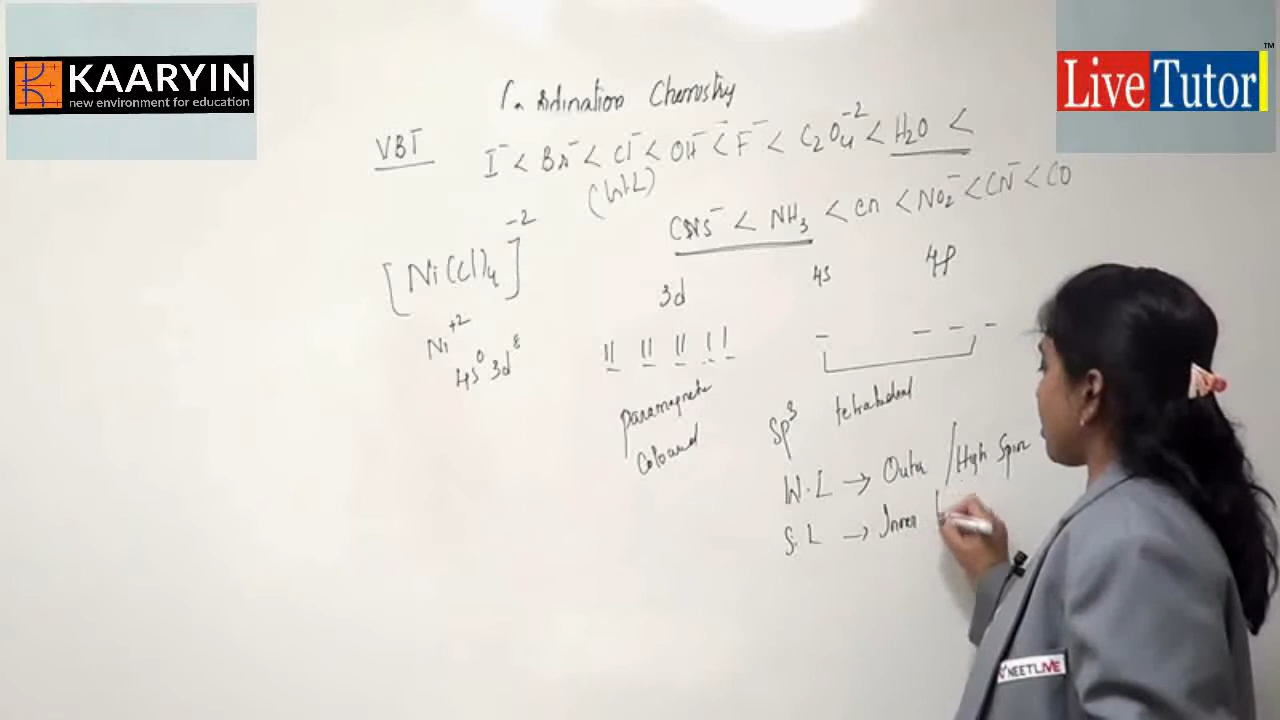 KAARYIN
new environment for education
LiveTutor
TM
Coordination Chemistry
VBT
I⁻ < Br⁻ < Cl⁻ < OH⁻ < F⁻ < C₂O₄⁻² < H₂O <
(W.L)
CNS⁻ < NH₃ < en < NO₂⁻ < CN⁻ < CO
[Ni(Cl)₄]⁻²
3d 4s 4p
Ni⁺²
4s⁰ 3d⁸
paramagnetic
coloured
sp³ tetrahedral
W.L → Outer / High Spin
S.L → Inner
NEETLIVE